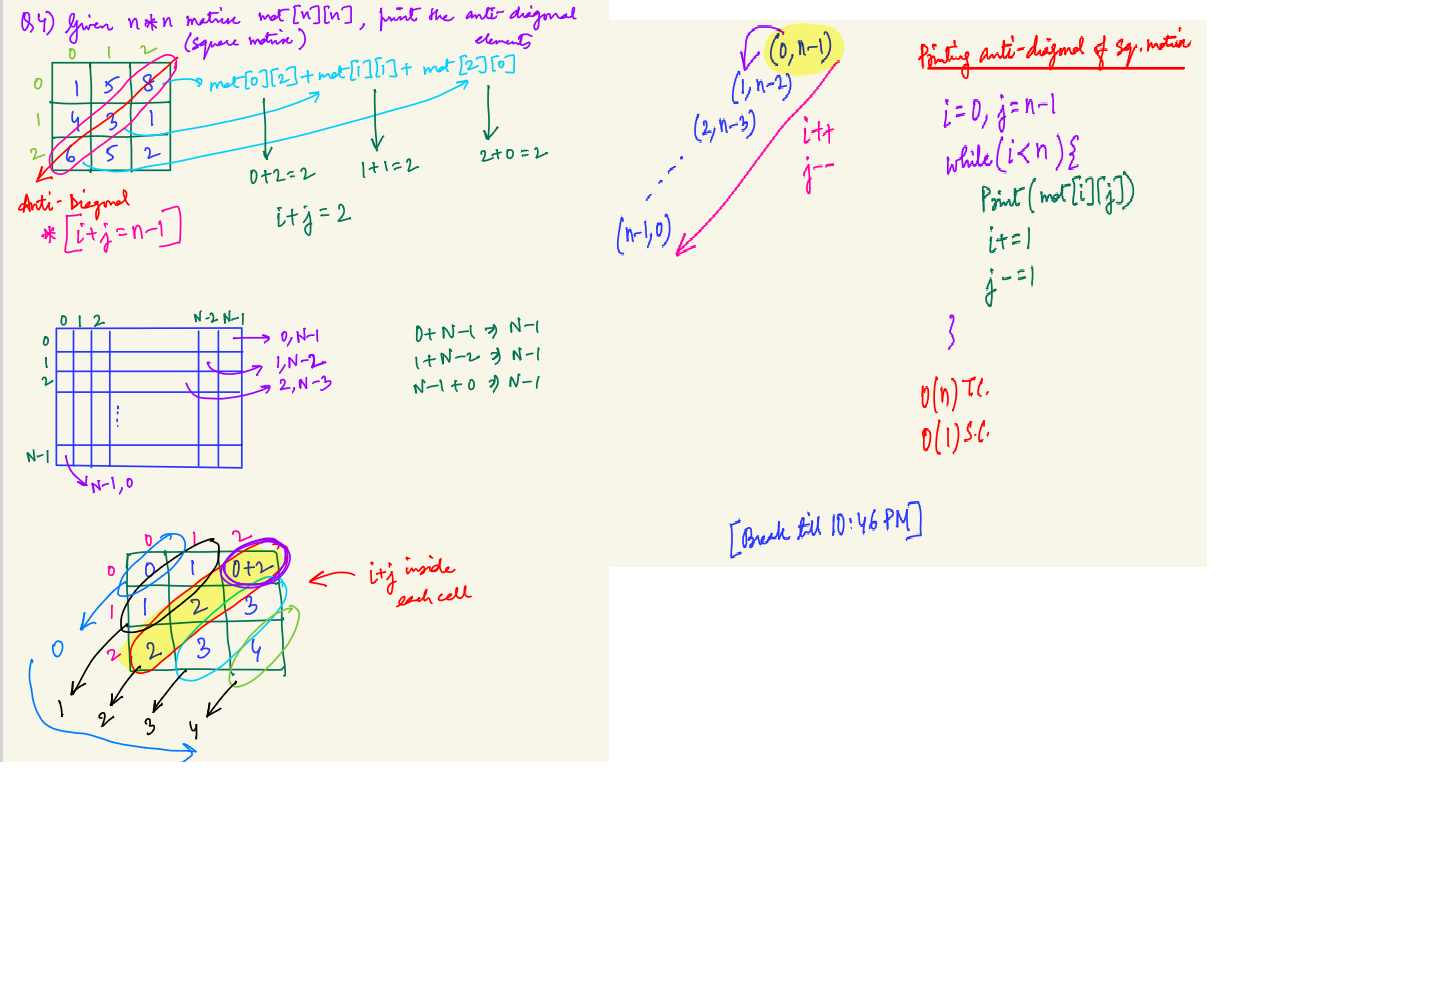 Q.4) Given n*n matrix mat[n][n], print the anti-diagonal
(square matrix) elements
0 1 2
0 1 5 8
1 4 3 1
2 6 5 2
mat[0][2] + mat[1][1] + mat[2][0]
0+2=2 1+1=2 2+0=2
i+j=2
Anti-Diagonal
* [i+j=n-1]
0 1 2 N-2 N-1
0
1
2
N-1
0, N-1
1, N-2
2, N-3
N-1, 0
0+N-1 => N-1
1+N-2 => N-1
N-1+0 => N-1
0 1 2
0 0 1 0+2
1 1 2 3
2 2 3 4
i+j inside
each cell
0
1 2 3 4
(0, n-1)
(1, n-2)
(2, n-3)
(n-1, 0)
i++
j--
Printing anti-diagonal of sq. matrix
i=0, j=n-1
while(i<n){
Print(mat[i][j])
i+=1
j-=1
}
O(n) T.C.
O(1) S.C.
[Break till 10:46 PM]